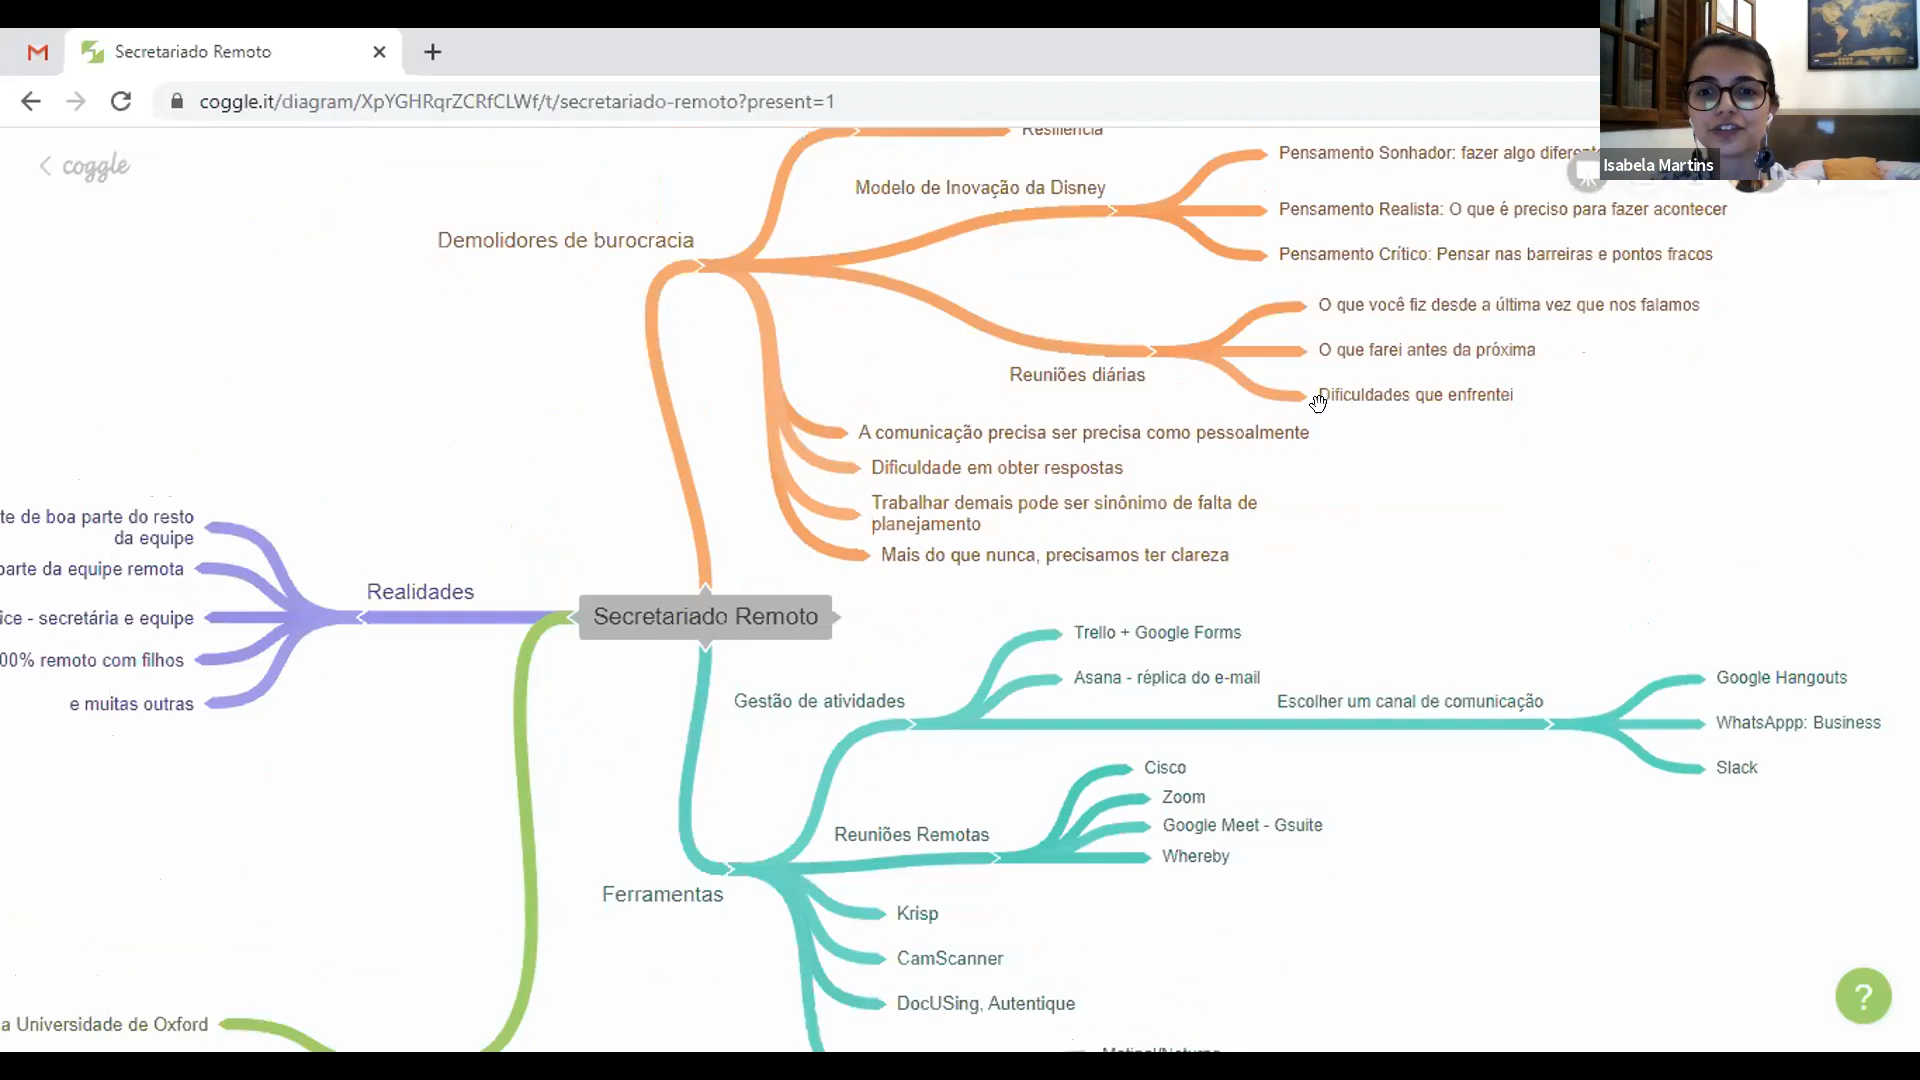 Secretariado Remoto
coggle.it/diagram/XpYGHRqrZCRfCLWf/t/secretariado-remoto?present=1
Isabela Martins
coggle
Resiliência
Modelo de Inovação da Disney
Pensamento Sonhador: fazer algo diferente
Pensamento Realista: O que é preciso para fazer acontecer
Pensamento Crítico: Pensar nas barreiras e pontos fracos
Demolidores de burocracia
O que você fiz desde a última vez que nos falamos
O que farei antes da próxima
Dificuldades que enfrentei
Reuniões diárias
A comunicação precisa ser precisa como pessoalmente
Dificuldade em obter respostas
Trabalhar demais pode ser sinônimo de falta de
planejamento
Mais do que nunca, precisamos ter clareza
te de boa parte do resto
da equipe
parte da equipe remota
ice - secretária e equipe
00% remoto com filhos
e muitas outras
Realidades
Secretariado Remoto
Gestão de atividades
Trello + Google Forms
Asana - réplica do e-mail
Escolher um canal de comunicação
Google Hangouts
WhatsAppp: Business
Slack
Reuniões Remotas
Cisco
Zoom
Google Meet - Gsuite
Whereby
Ferramentas
Krisp
CamScanner
DocUSing, Autentique
a Universidade de Oxford
?